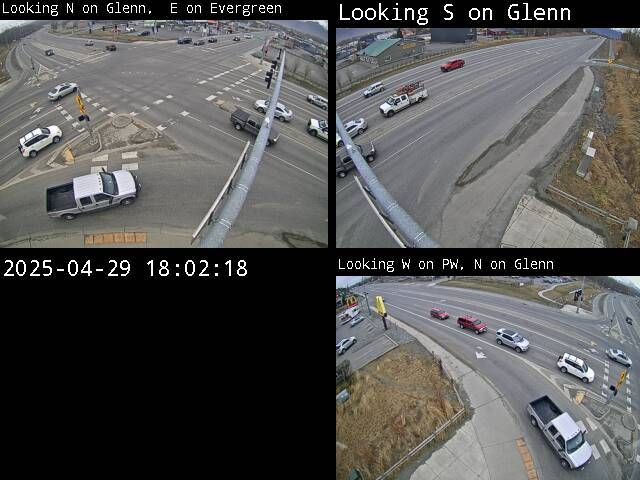 Looking N on Glenn,  E on Evergreen
Looking S on Glenn
2025-04-29 18:02:18
Looking W on PW, N on Glenn